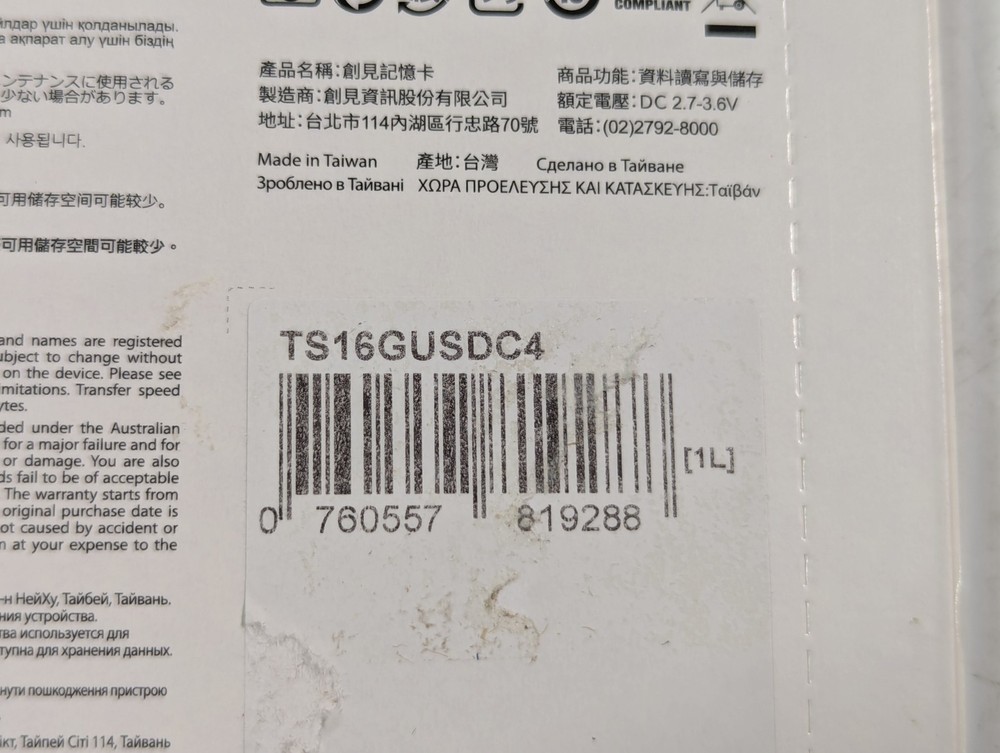 COMPLIANT
йлдар үшін қолданылады.
а ақпарат алу үшін біздің
ンテナンスに使用される
少ない場合があります。
m
사용됩니다.
可用储存空间可能较少。
可用儲存空間可能較少。
and names are registered
ubject to change without
on the device. Please see
imitations. Transfer speed
ytes.
ded under the Australian
for a major failure and for
or damage. You are also
ds fail to be of acceptable
The warranty starts from
original purchase date is
ot caused by accident or
n at your expense to the
-н НейХу, Тайбей, Тайвань.
ния устройства.
тва используется для
тупна для хранения данных.
нути пошкодження пристрою
кт, Тайпей Сіті 114, Тайвань
產品名稱：創見記憶卡
製造商：創見資訊股份有限公司
地址：台北市114內湖區行忠路70號
商品功能：資料讀寫與儲存
額定電壓：DC 2.7-3.6V
電話：(02)2792-8000
Made in Taiwan 產地：台灣 Сделано в Тайване
Зроблено в Тайвані ΧΩΡΑ ΠΡΟΕΛΕΥΣΗΣ ΚΑΙ ΚΑΤΑΣΚΕΥΗΣ:Ταϊβάν
TS16GUSDC4
[1L]
0 760557 819288